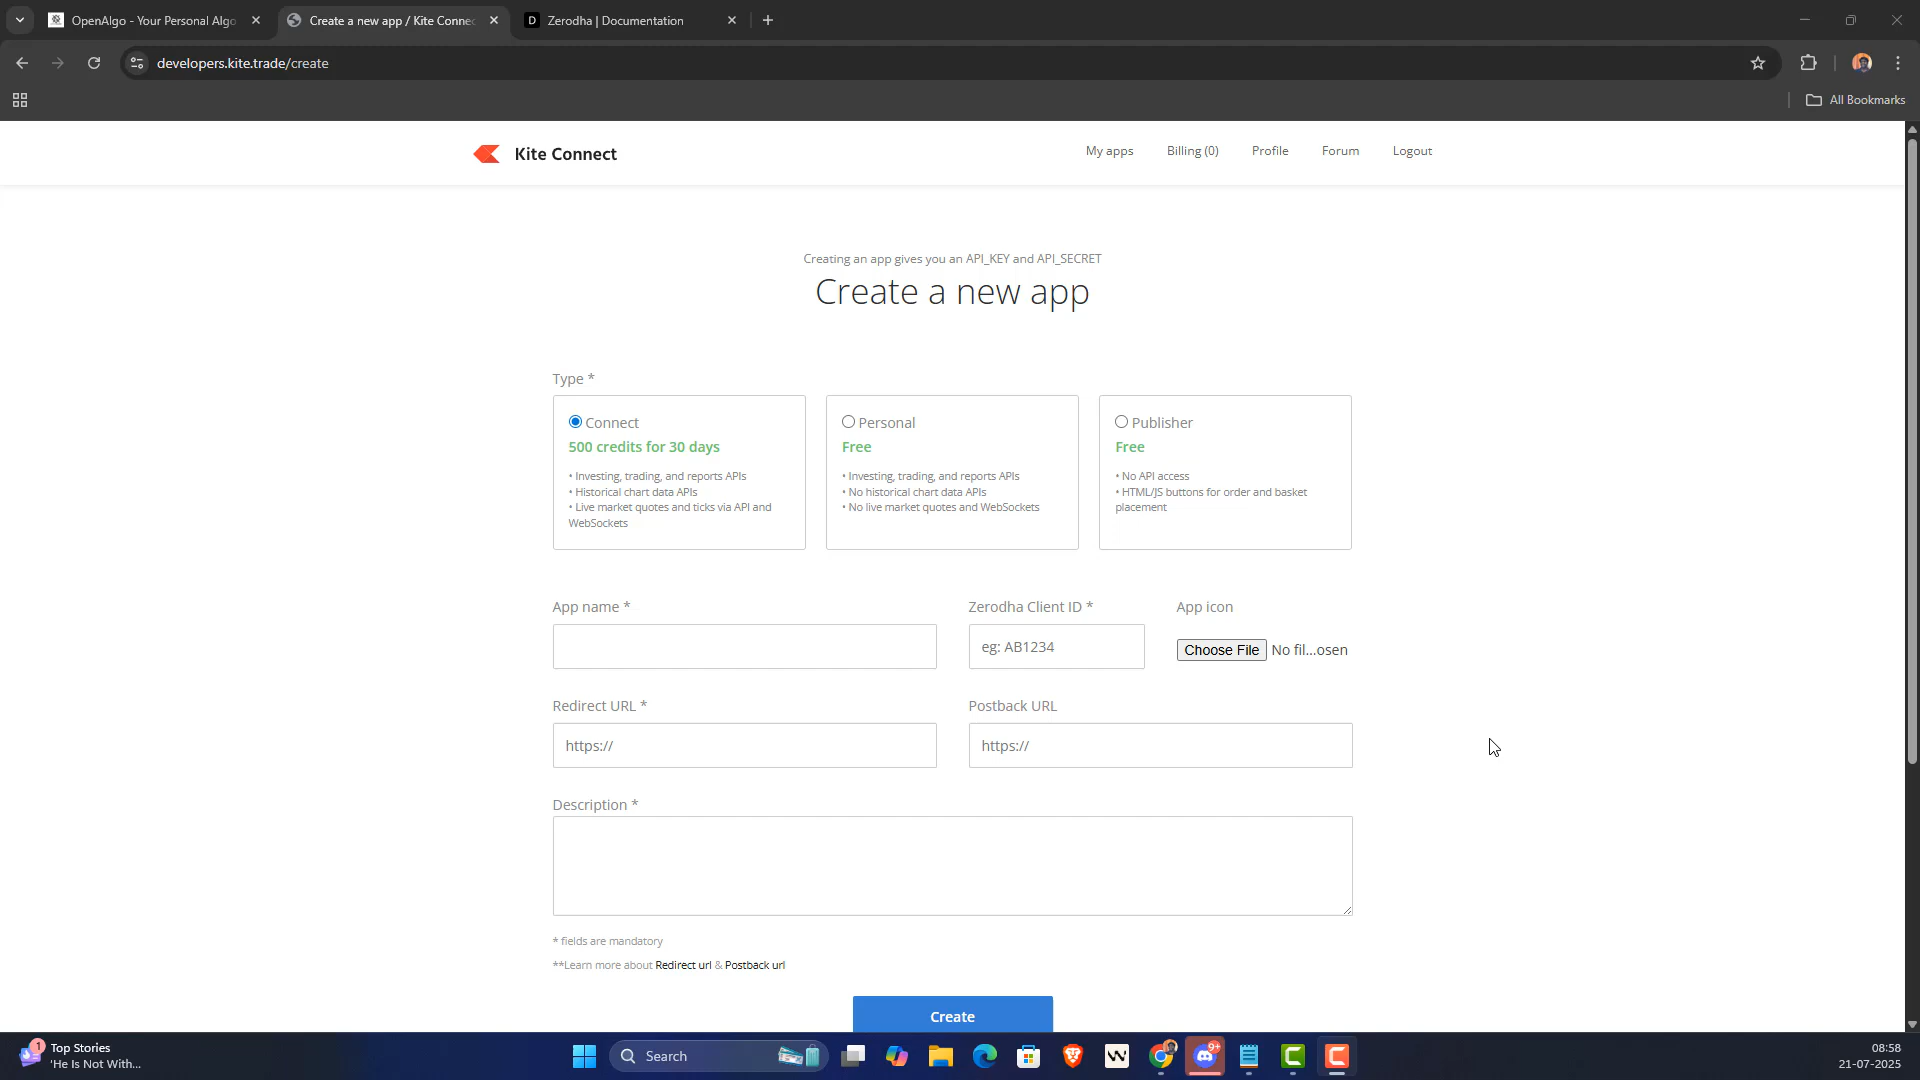 OpenAlgo - Your Personal Algo
Create a new app / Kite Connec
Zerodha | Documentation
developers.kite.trade/create
All Bookmarks
Kite Connect
My apps
Billing (0)
Profile
Forum
Logout
Creating an app gives you an API_KEY and API_SECRET
Create a new app
Type *
Connect
500 credits for 30 days
• Investing, trading, and reports APIs
• Historical chart data APIs
• Live market quotes and ticks via API and
WebSockets
Personal
Free
• Investing, trading, and reports APIs
• No historical chart data APIs
• No live market quotes and WebSockets
Publisher
Free
• No API access
• HTML/JS buttons for order and basket
placement
App name *
Zerodha Client ID *
App icon
eg: AB1234
Choose File No fil...osen
Redirect URL *
Postback URL
https://
https://
Description *
* fields are mandatory
**Learn more about Redirect url & Postback url
Create
1
Top Stories
'He Is Not With...
Search
9+
08:58
21-07-2025